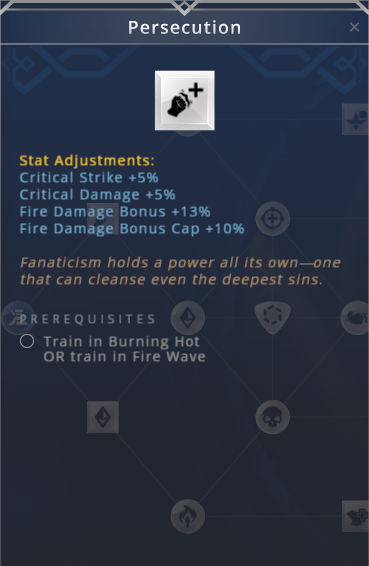 Persecution
Stat Adjustments:
Critical Strike +5%
Critical Damage +5%
Fire Damage Bonus +13%
Fire Damage Bonus Cap +10%
Fanaticism holds a power all its own—one
that can cleanse even the deepest sins.
PREREQUISITES
Train in Burning Hot
OR train in Fire Wave